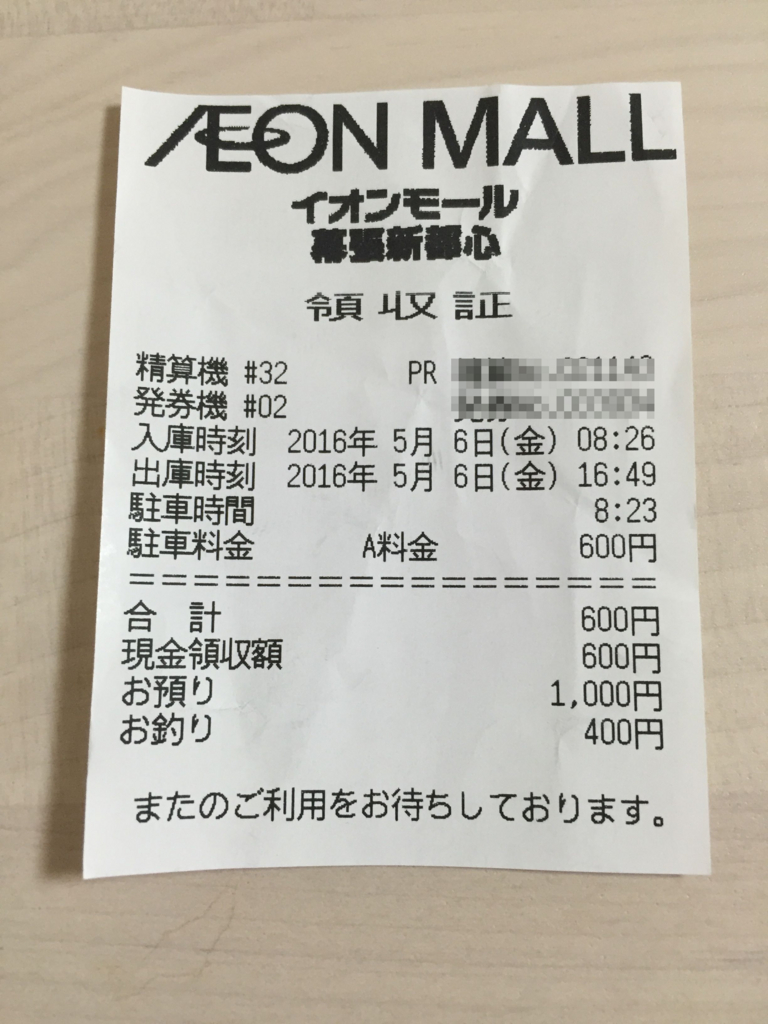 ÆON MALL
イオンモール
幕張新都心
領収証
精算機 #32 PR
発券機 #02
入庫時刻 2016年 5月 6日(金) 08:26
出庫時刻 2016年 5月 6日(金) 16:49
駐車時間 8:23
駐車料金 A料金 600円
=================
合 計 600円
現金領収額 600円
お預り 1,000円
お釣り 400円
またのご利用をお待ちしております。